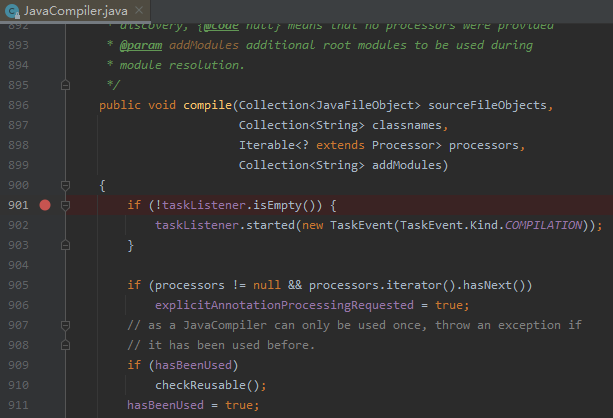 JavaCompiler.java
892 * discovery, {@code null} means that no processors were provided
893 * @param addModules additional root modules to be used during
894 * module resolution.
895 */
896 public void compile(Collection<JavaFileObject> sourceFileObjects,
897 Collection<String> classnames,
898 Iterable<? extends Processor> processors,
899 Collection<String> addModules)
900 {
901 if (!taskListener.isEmpty()) {
902 taskListener.started(new TaskEvent(TaskEvent.Kind.COMPILATION));
903 }
904
905 if (processors != null && processors.iterator().hasNext())
906 explicitAnnotationProcessingRequested = true;
907 // as a JavaCompiler can only be used once, throw an exception if
908 // it has been used before.
909 if (hasBeenUsed)
910 checkReusable();
911 hasBeenUsed = true;